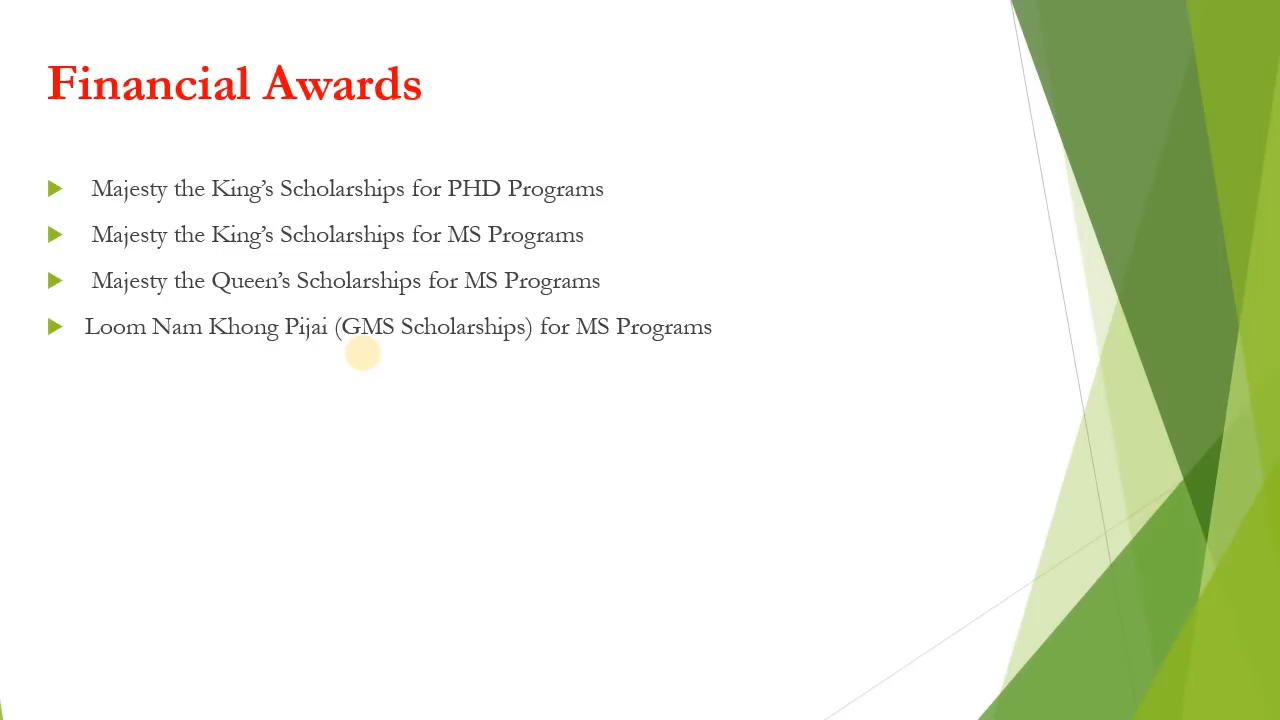 Financial Awards
Majesty the King’s Scholarships for PHD Programs
Majesty the King’s Scholarships for MS Programs
Majesty the Queen’s Scholarships for MS Programs
Loom Nam Khong Pijai (GMS Scholarships) for MS Programs